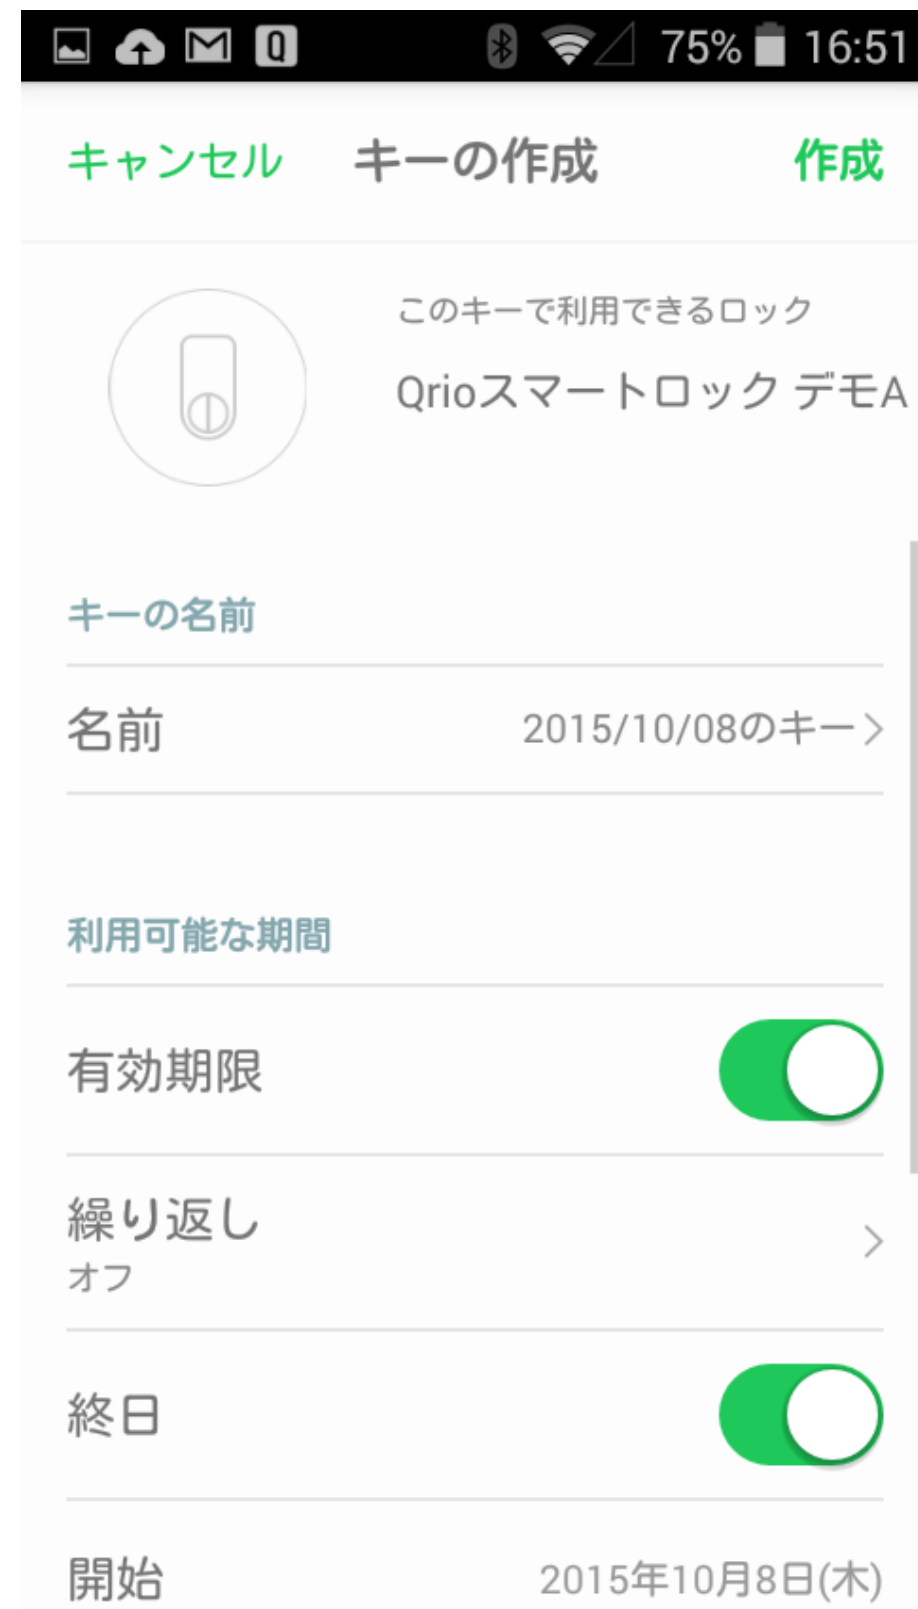 Q 75% 16:51
キャンセル キーの作成 作成
このキーで利用できるロック
Qrioスマートロック デモA
キーの名前
名前 2015/10/08のキー
利用可能な期間
有効期限
繰り返し
オフ
終日
開始 2015年10月8日(木)